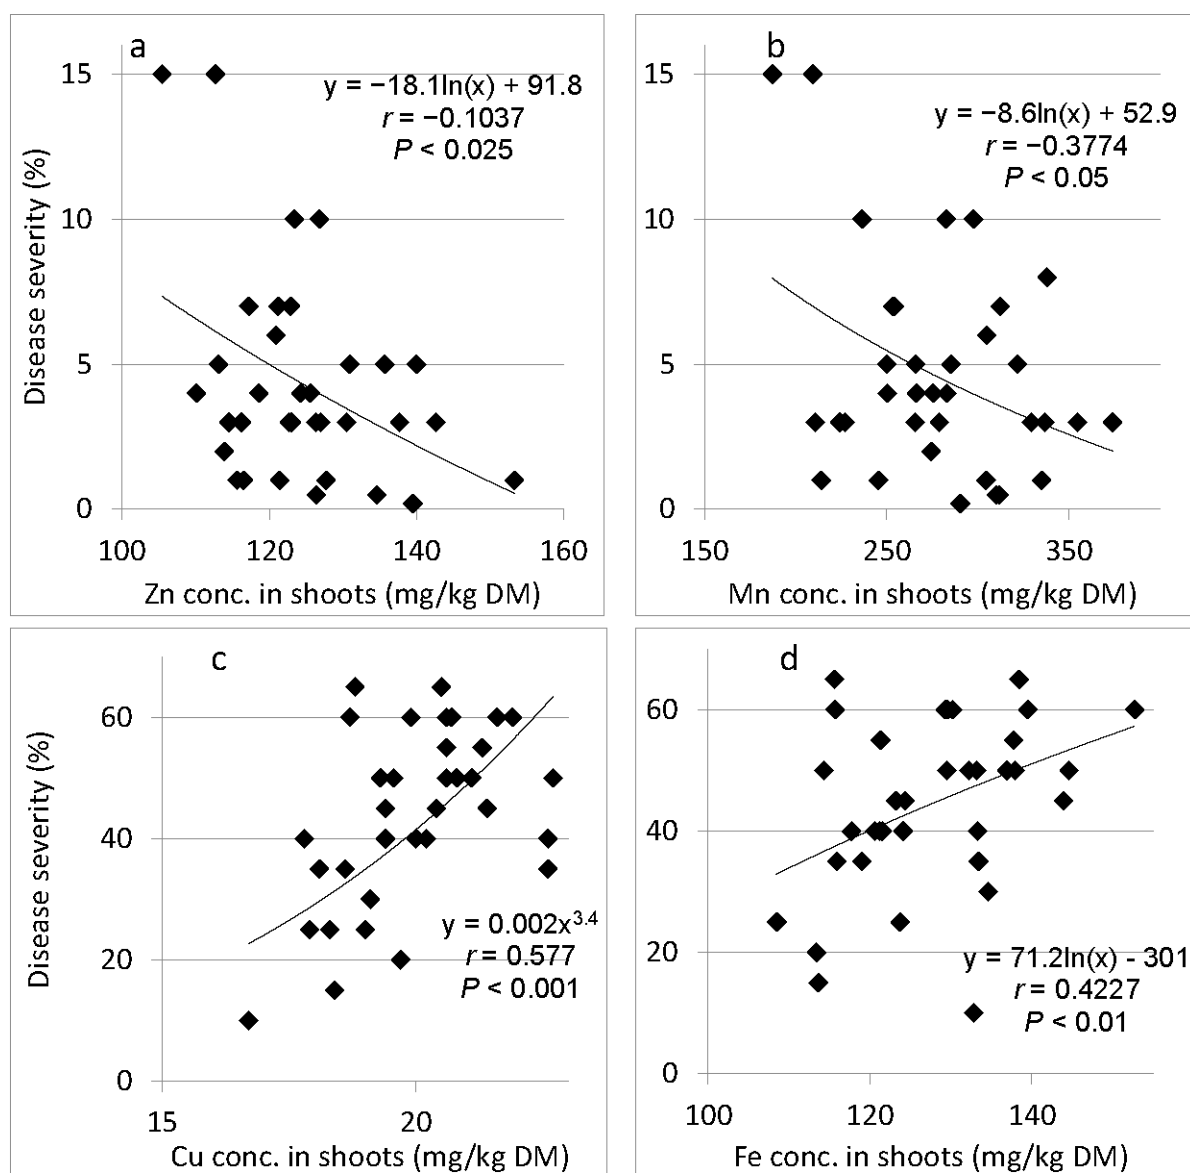 a
y = −18.1ln(x) + 91.8
r = −0.1037
P < 0.025
Disease severity (%)
15
10
5
0
100 120 140 160
Zn conc. in shoots (mg/kg DM)
b
y = −8.6ln(x) + 52.9
r = −0.3774
P < 0.05
15
10
5
0
150 250 350
Mn conc. in shoots (mg/kg DM)
c
y = 0.002x^3.4
r = 0.577
P < 0.001
Disease severity (%)
60
40
20
0
15 20
Cu conc. in shoots (mg/kg DM)
d
y = 71.2ln(x) - 301
r = 0.4227
P < 0.01
60
40
20
0
100 120 140
Fe conc. in shoots (mg/kg DM)